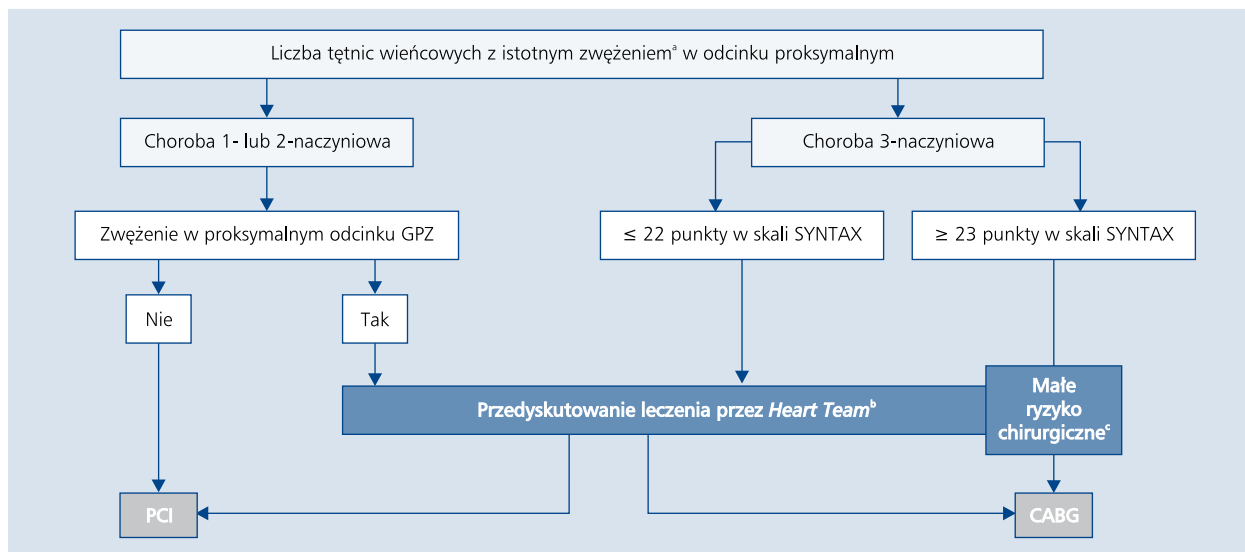 Liczba tętnic wieńcowych z istotnym zwężeniemᵃ w odcinku proksymalnym
Choroba 1- lub 2-naczyniowa
Choroba 3-naczyniowa
Zwężenie w proksymalnym odcinku GPZ
≤ 22 punkty w skali SYNTAX
≥ 23 punkty w skali SYNTAX
Nie
Tak
Przedyskutowanie leczenia przez Heart Teamᵇ
Małe
ryzyko
chirurgiczneᶜ
PCI
CABG